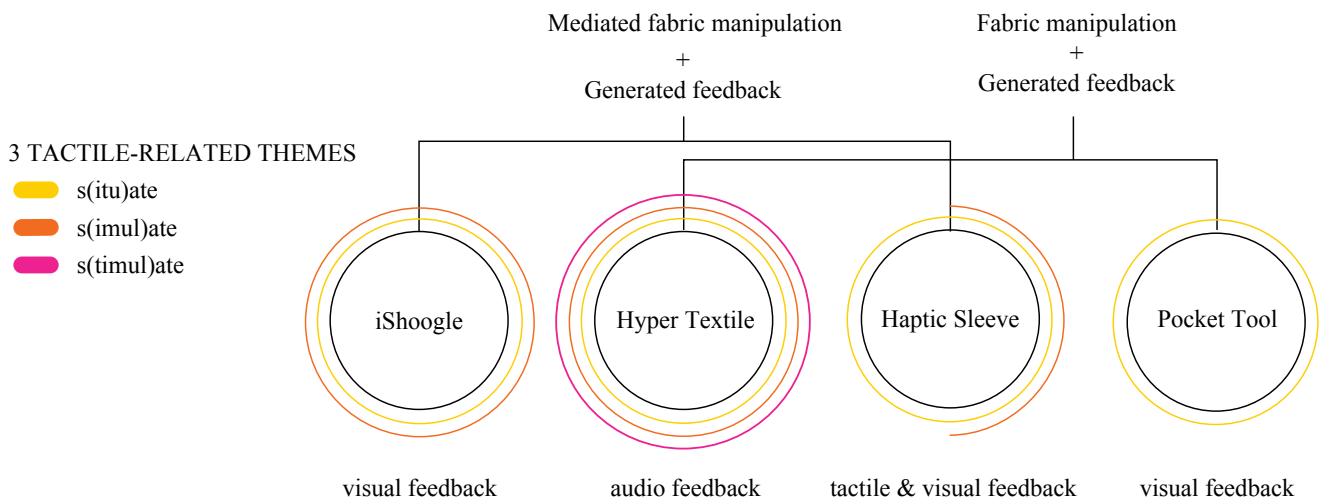 Mediated fabric manipulation
+
Generated feedback
Fabric manipulation
+
Generated feedback
3 TACTILE-RELATED THEMES
s(itu)ate
s(imul)ate
s(timul)ate
iShoogle
Hyper Textile
Haptic Sleeve
Pocket Tool
visual feedback
audio feedback
tactile & visual feedback
visual feedback